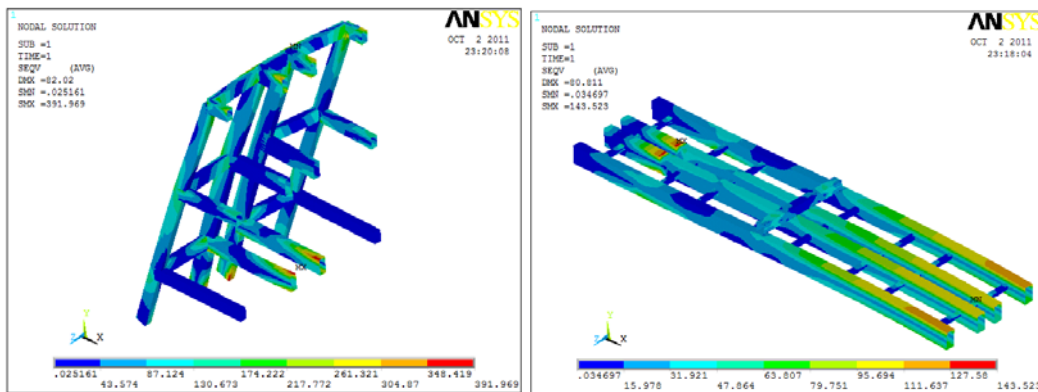 1
ANSYS
NODAL SOLUTION
OCT 2 2011
23:20:08
SUB =1
TIME=1
SEQV (AVG)
DMX =82.02
SMN =.025161
SMX =391.969
MN
MX
Y
Z X
.025161 87.124 174.222 261.321 348.419
43.574 130.673 217.772 304.87 391.969
1
ANSYS
NODAL SOLUTION
OCT 2 2011
23:18:04
SUB =1
TIME=1
SEQV (AVG)
DMX =80.811
SMN =.034697
SMX =143.523
MX
MN
Y
Z X
.034697 31.921 63.807 95.694 127.58
15.978 47.864 79.751 111.637 143.523